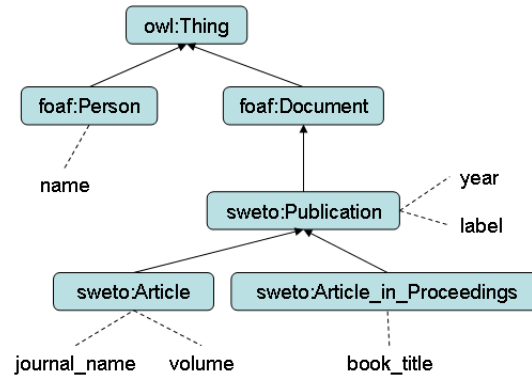 owl:Thing
foaf:Person
foaf:Document
name
year
sweto:Publication
label
sweto:Article
sweto:Article_in_Proceedings
journal_name
volume
book_title